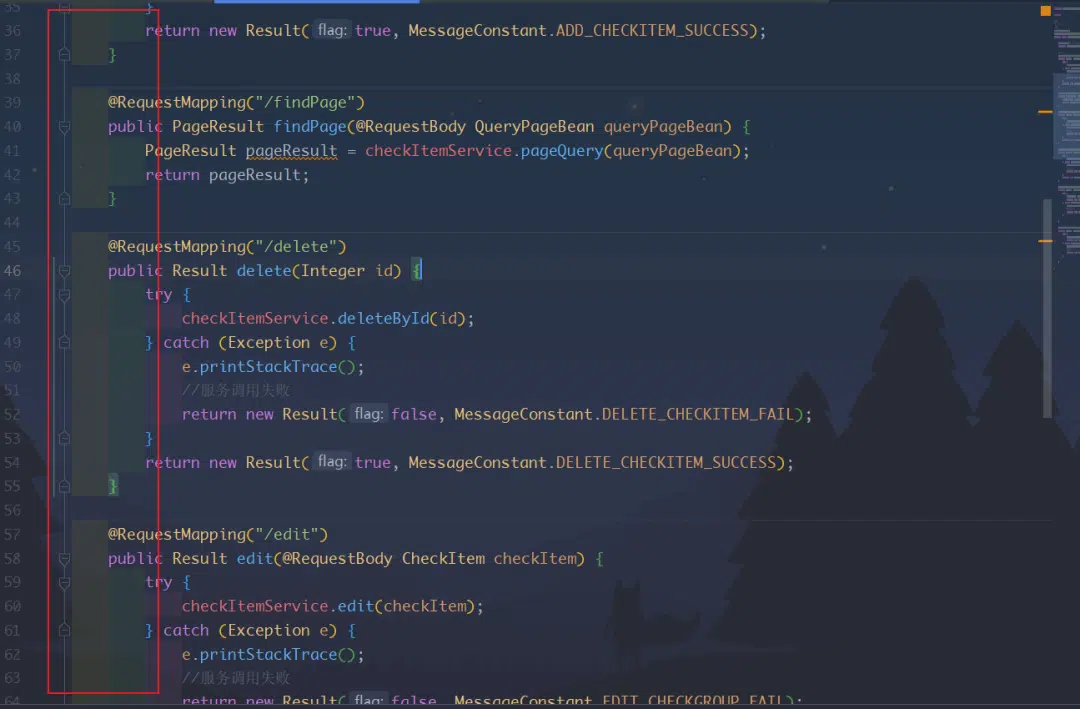 35 }
36 return new Result( flag: true, MessageConstant.ADD_CHECKITEM_SUCCESS);
37 }
38
39 @RequestMapping("/findPage")
40 public PageResult findPage(@RequestBody QueryPageBean queryPageBean) {
41 PageResult pageResult = checkItemService.pageQuery(queryPageBean);
42 return pageResult;
43 }
44
45 @RequestMapping("/delete")
46 public Result delete(Integer id) {
47 try {
48 checkItemService.deleteById(id);
49 } catch (Exception e) {
50 e.printStackTrace();
51 //服务调用失败
52 return new Result( flag: false, MessageConstant.DELETE_CHECKITEM_FAIL);
53 }
54 return new Result( flag: true, MessageConstant.DELETE_CHECKITEM_SUCCESS);
55 }
56
57 @RequestMapping("/edit")
58 public Result edit(@RequestBody CheckItem checkItem) {
59 try {
60 checkItemService.edit(checkItem);
61 } catch (Exception e) {
62 e.printStackTrace();
63 //服务调用失败
64 return new Result( flag: false, MessageConstant.EDIT_CHECKGROUP_FAIL);